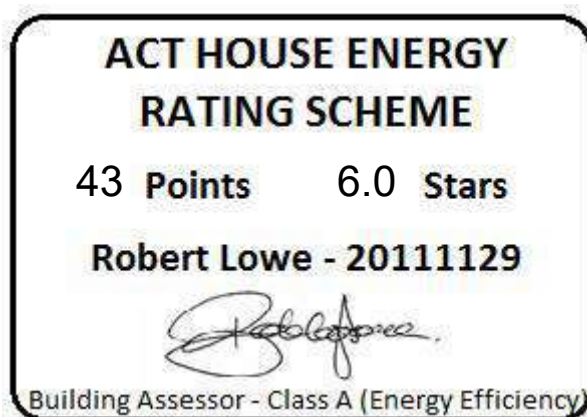 ACT HOUSE ENERGY
RATING SCHEME
43 Points 6.0 Stars
Robert Lowe - 20111129
Building Assessor - Class A (Energy Efficiency)